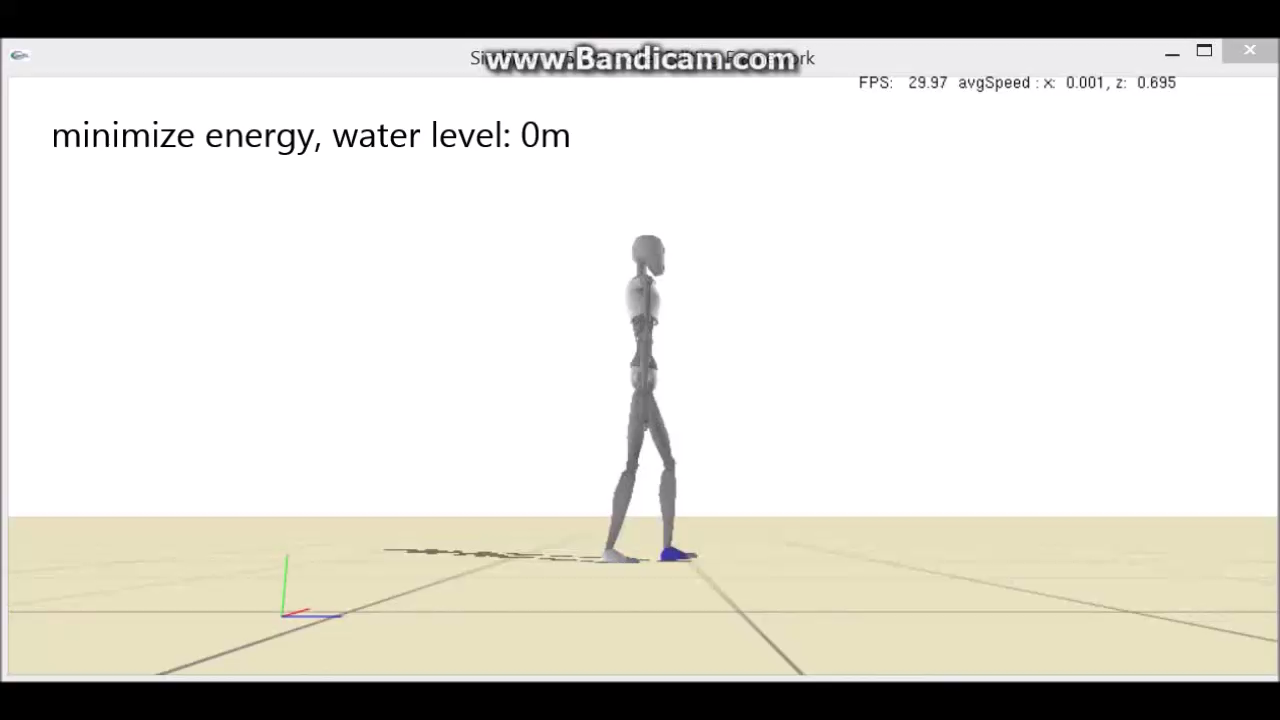 www.Bandicam.com
FPS: 29.97 avgSpeed : x: 0.001, z: 0.695
minimize energy, water level: 0m